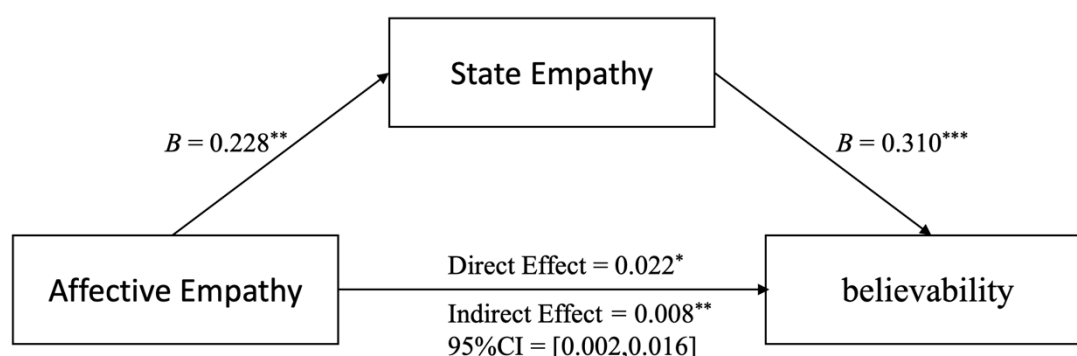 State Empathy
B = 0.228**
B = 0.310***
Affective Empathy
Direct Effect = 0.022*
Indirect Effect = 0.008**
95%CI = [0.002,0.016]
believability